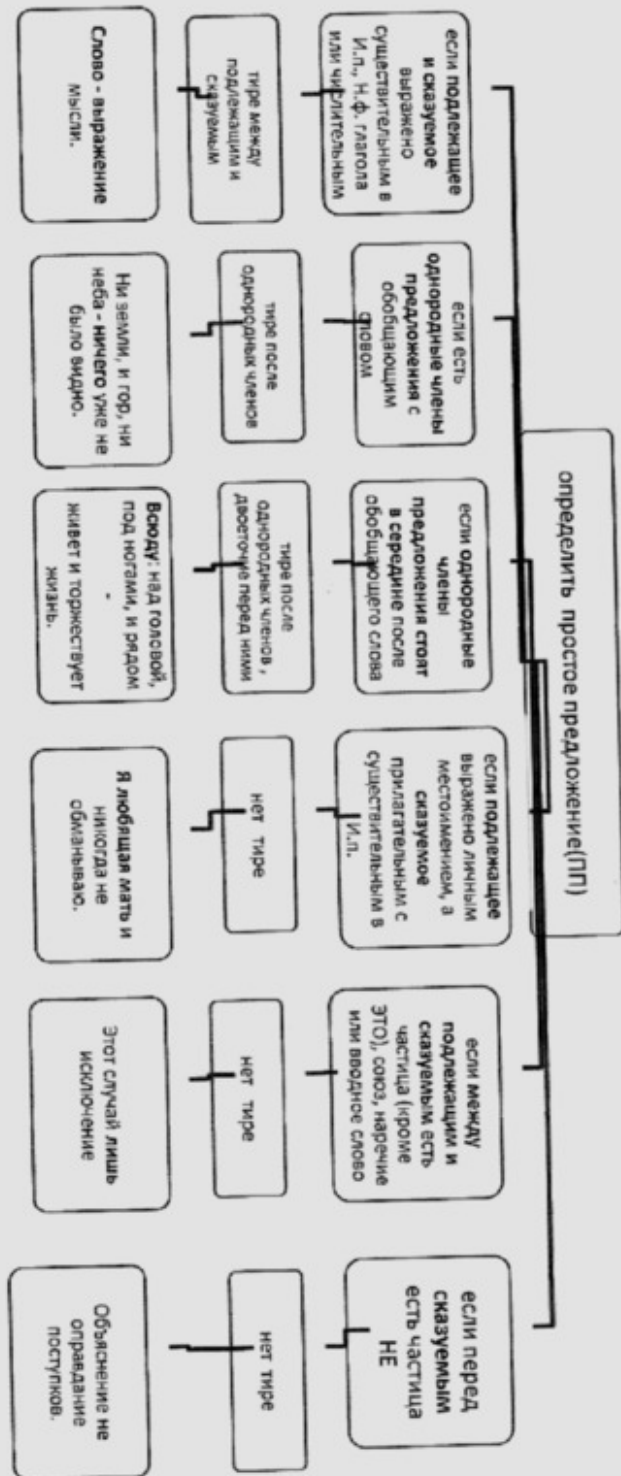 определить простое предложение(ПП)
если подлежащее
и сказуемое
выражено
существительным в
И.п., Н.ф. глагола
или числительным
тире между
подлежащим и
сказуемым
Слово - выражение
мысли.
если есть
однородные члены
предложения с
обобщающим
словом
тире после
однородных членов
Ни земли, и гор, ни
неба - ничего уже не
было видно.
если однородные
члены
предложения стоят
в середине после
обобщающего слова
тире после
однородных членов ,
двоеточие перед ними
Всюду: над головой,
под ногами, и рядом
-
живет и торжествует
жизнь.
если подлежащее
выражено личным
местоимением, а
сказуемое
прилагательным с
существительным в
И.п.
нет тире
Я любящая мать и
никогда не
обманываю.
если между
подлежащим и
сказуемым есть
частица (кроме
ЭТО), союз, наречие
или вводное слово
нет тире
Этот случай лишь
исключение
если перед
сказуемым
есть частица
НЕ
нет тире
Объяснение не
оправдание
поступков.